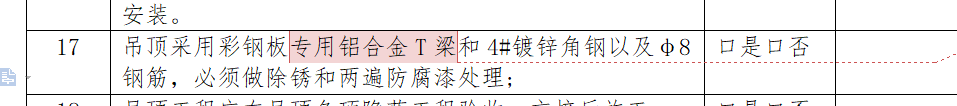 安装。
17 吊顶采用彩钢板专用铝合金 T 梁和 4#镀锌角钢以及φ8 口是口否
钢筋，必须做除锈和两遍防腐漆处理；